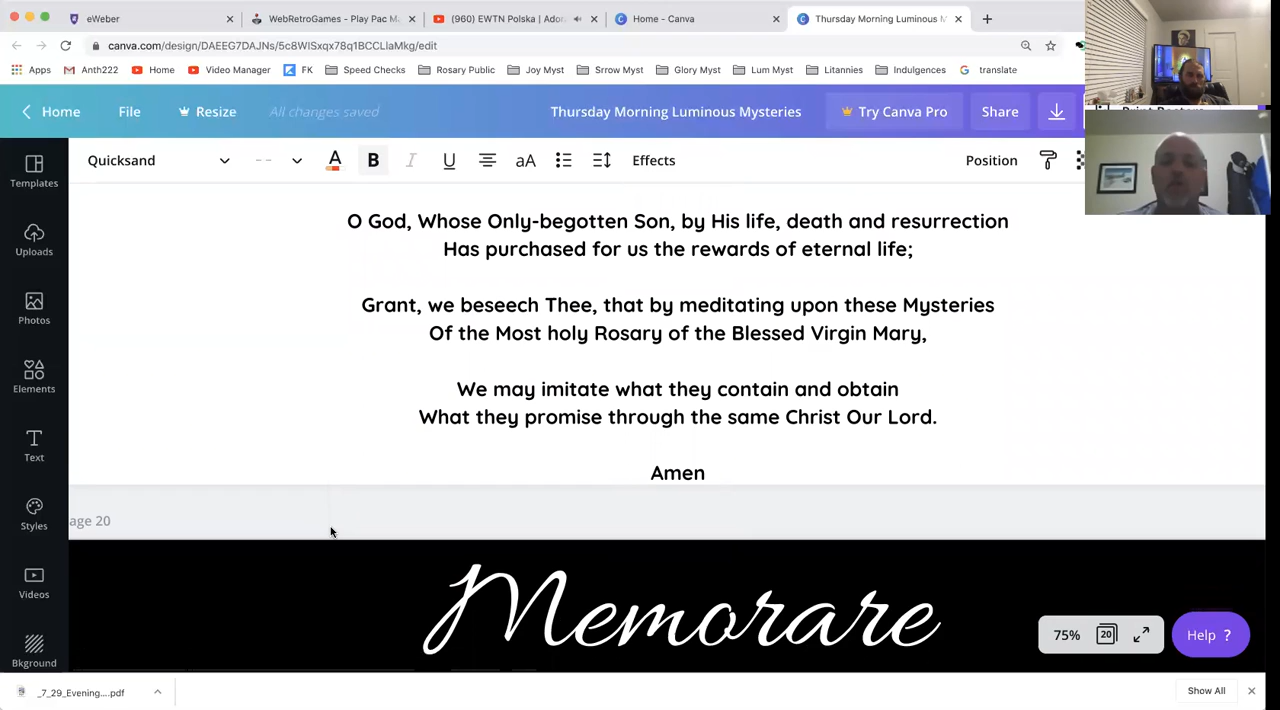 eWeber
WebRetroGames - Play Pac M
(960) EWTN Polska | Ador
Home - Canva
Thursday Morning Luminous M
canva.com/design/DAEEG7DAJNs/5c8WlSxqx78q1BCCLlaMkg/edit
Apps Anth222 Home Video Manager FK Speed Checks Rosary Public Joy Myst Srrow Myst Glory Myst Lum Myst Litannies Indulgences translate
Home File Resize All changes saved Thursday Morning Luminous Mysteries Try Canva Pro Share
Quicksand -- A B I U aA Effects Position
Templates
Uploads
Photos
Elements
Text
Styles
Videos
Bkground
O God, Whose Only-begotten Son, by His life, death and resurrection
Has purchased for us the rewards of eternal life;
Grant, we beseech Thee, that by meditating upon these Mysteries
Of the Most holy Rosary of the Blessed Virgin Mary,
We may imitate what they contain and obtain
What they promise through the same Christ Our Lord.
Amen
age 20
Memorare
75% 20 Help ?
_7_29_Evening....pdf
Show All